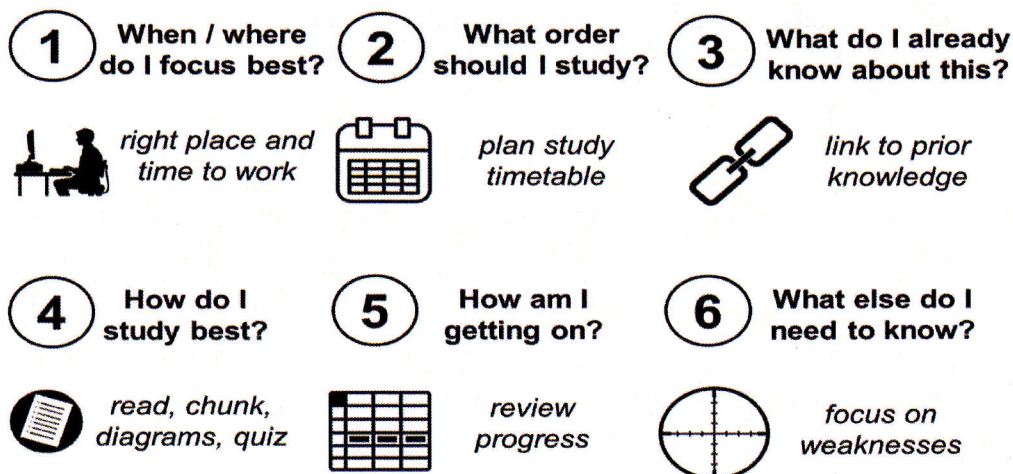 1
When / where
do I focus best?
right place and
time to work
2
What order
should I study?
plan study
timetable
3
What do I already
know about this?
link to prior
knowledge
4
How do I
study best?
read, chunk,
diagrams, quiz
5
How am I
getting on?
review
progress
6
What else do I
need to know?
focus on
weaknesses